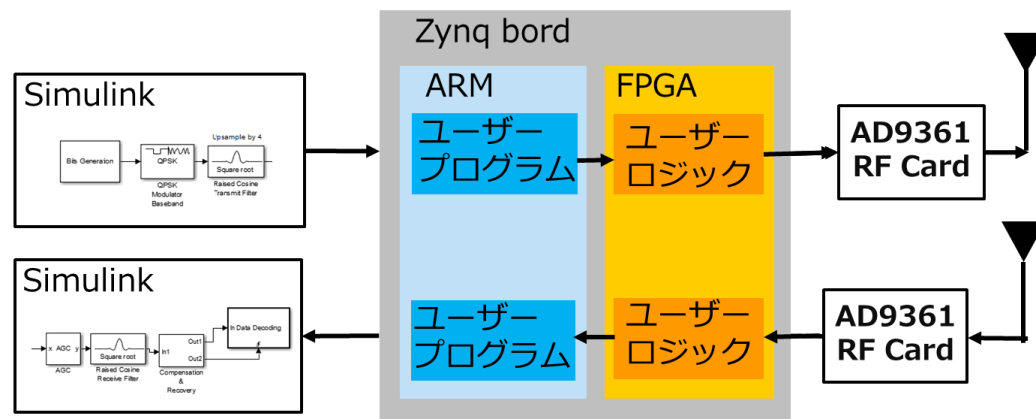 Zynq bord
Simulink
Upsample by 4
Bits Generation
QPSK
QPSK
Modulator
Baseband
Square root
Raised Cosine
Transmit Filter
ARM
ユーザー
プログラム
FPGA
ユーザー
ロジック
AD9361
RF Card
Simulink
x AGC y
AGC
Square root
Raised Cosine
Receive Filter
In1
Out1
Out2
Compensation
&
Recovery
In Data Decoding
ユーザー
プログラム
ユーザー
ロジック
AD9361
RF Card